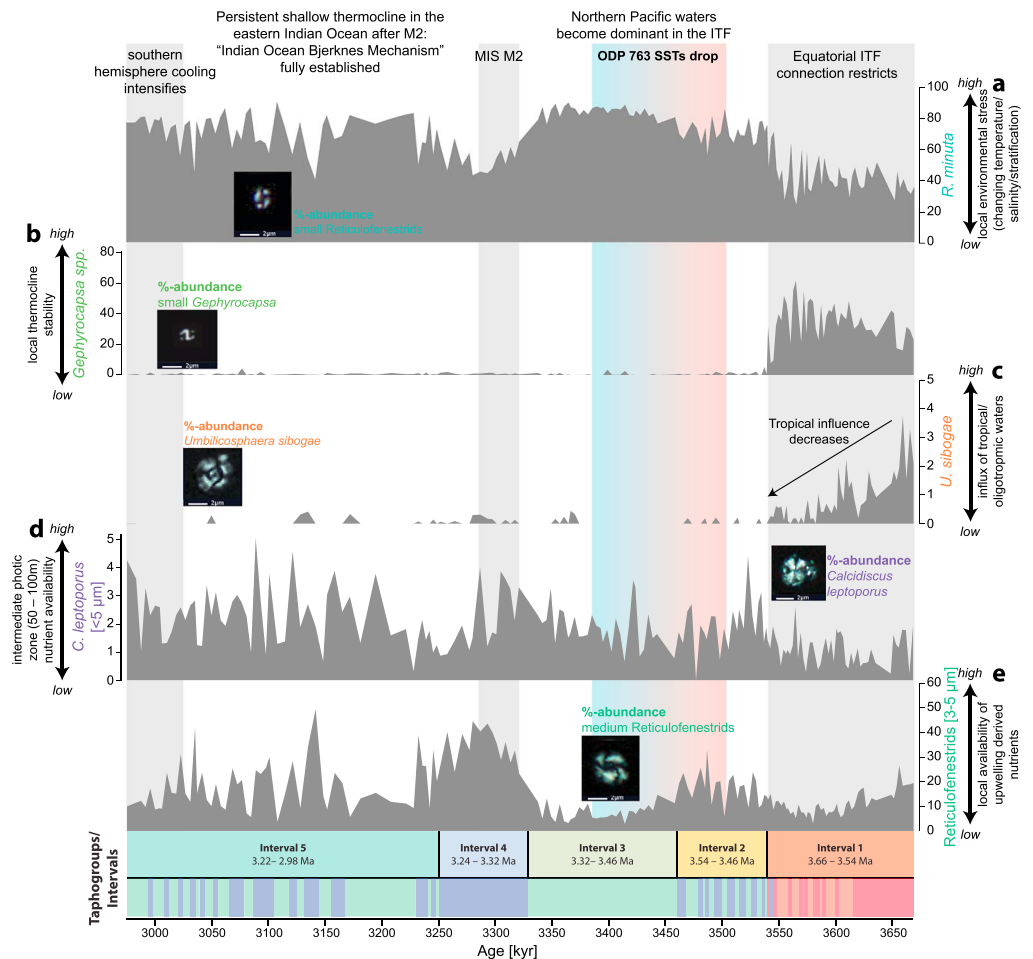 Persistent shallow thermocline in the
eastern Indian Ocean after M2:
“Indian Ocean Bjerknes Mechanism”
fully established
Northern Pacific waters
become dominant in the ITF
southern
hemisphere cooling
intensifies
MIS M2
ODP 763 SSTs drop
Equatorial ITF
connection restricts
a
high
low
local environmental stress
(changing temperature/
salinity/stratification)
R. minuta
100
80
60
40
20
0
%-abundance
small Reticulofenestrids
2µm
b
high
low
local thermocline
stability
Gephyrocapsa spp.
80
60
40
20
0
%-abundance
small Gephyrocapsa
2µm
c
high
low
influx of tropical/
oligotropmic waters
U. sibogae
5
4
3
2
1
0
Tropical influence
decreases
%-abundance
Umbilicosphaera sibogae
2µm
d
high
low
intermediate photic
zone (50 – 100m)
nutrient availability
C. leptoporus
[<5 µm]
5
4
3
2
1
0
%-abundance
Calcidiscus
leptoporus
2µm
e
high
low
local availability of
upwelling derived
nutrients
Reticulofenestrids [3-5 µm]
60
50
40
30
20
10
0
%-abundance
medium Reticulofenestrids
2µm
Taphogroups/
Intervals
Interval 5
3.22– 2.98 Ma
Interval 4
3.24 – 3.32 Ma
Interval 3
3.32– 3.46 Ma
Interval 2
3.54 – 3.46 Ma
Interval 1
3.66 – 3.54 Ma
3000 3050 3100 3150 3200 3250 3300 3350 3400 3450 3500 3550 3600 3650
Age [kyr]